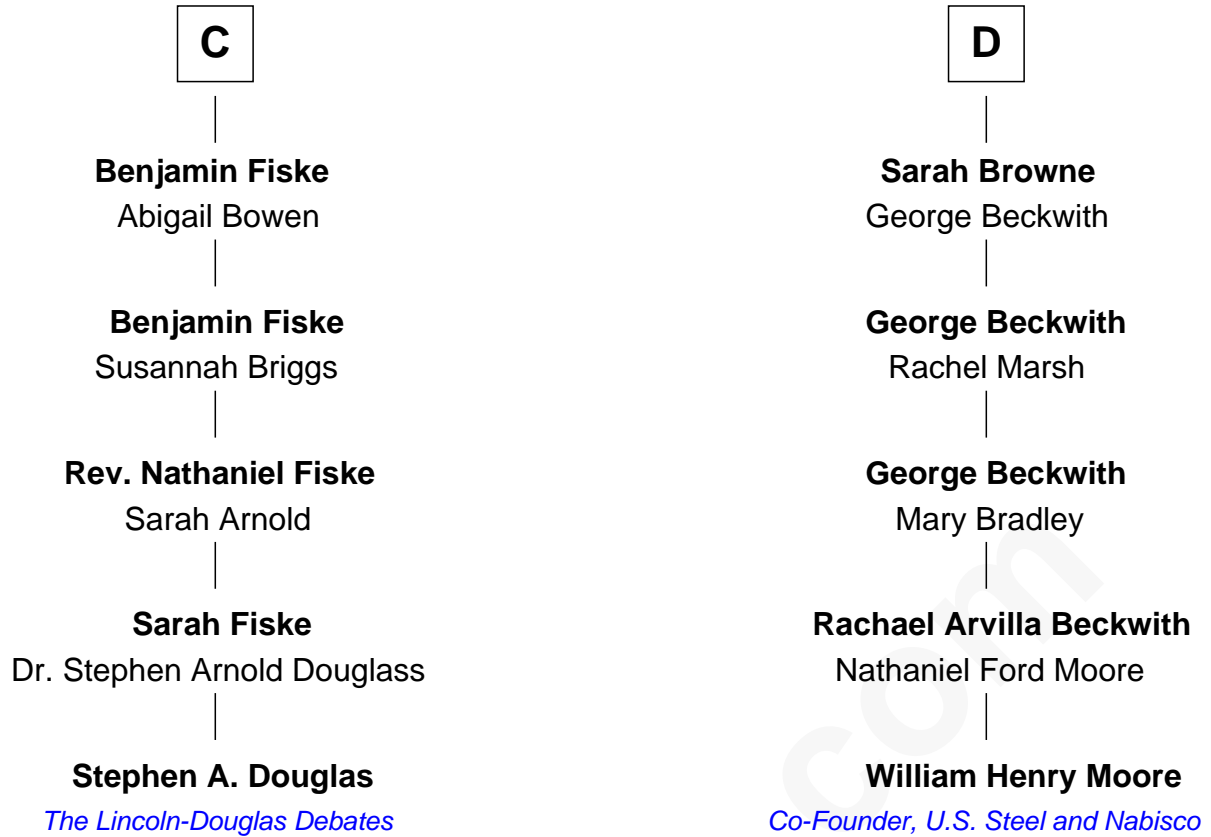 C
Benjamin Fiske
Abigail Bowen
Benjamin Fiske
Susannah Briggs
Rev. Nathaniel Fiske
Sarah Arnold
Sarah Fiske
Dr. Stephen Arnold Douglass
Stephen A. Douglas
The Lincoln-Douglas Debates
D
Sarah Browne
George Beckwith
George Beckwith
Rachel Marsh
George Beckwith
Mary Bradley
Rachael Arvilla Beckwith
Nathaniel Ford Moore
William Henry Moore
Co-Founder, U.S. Steel and Nabisco
com